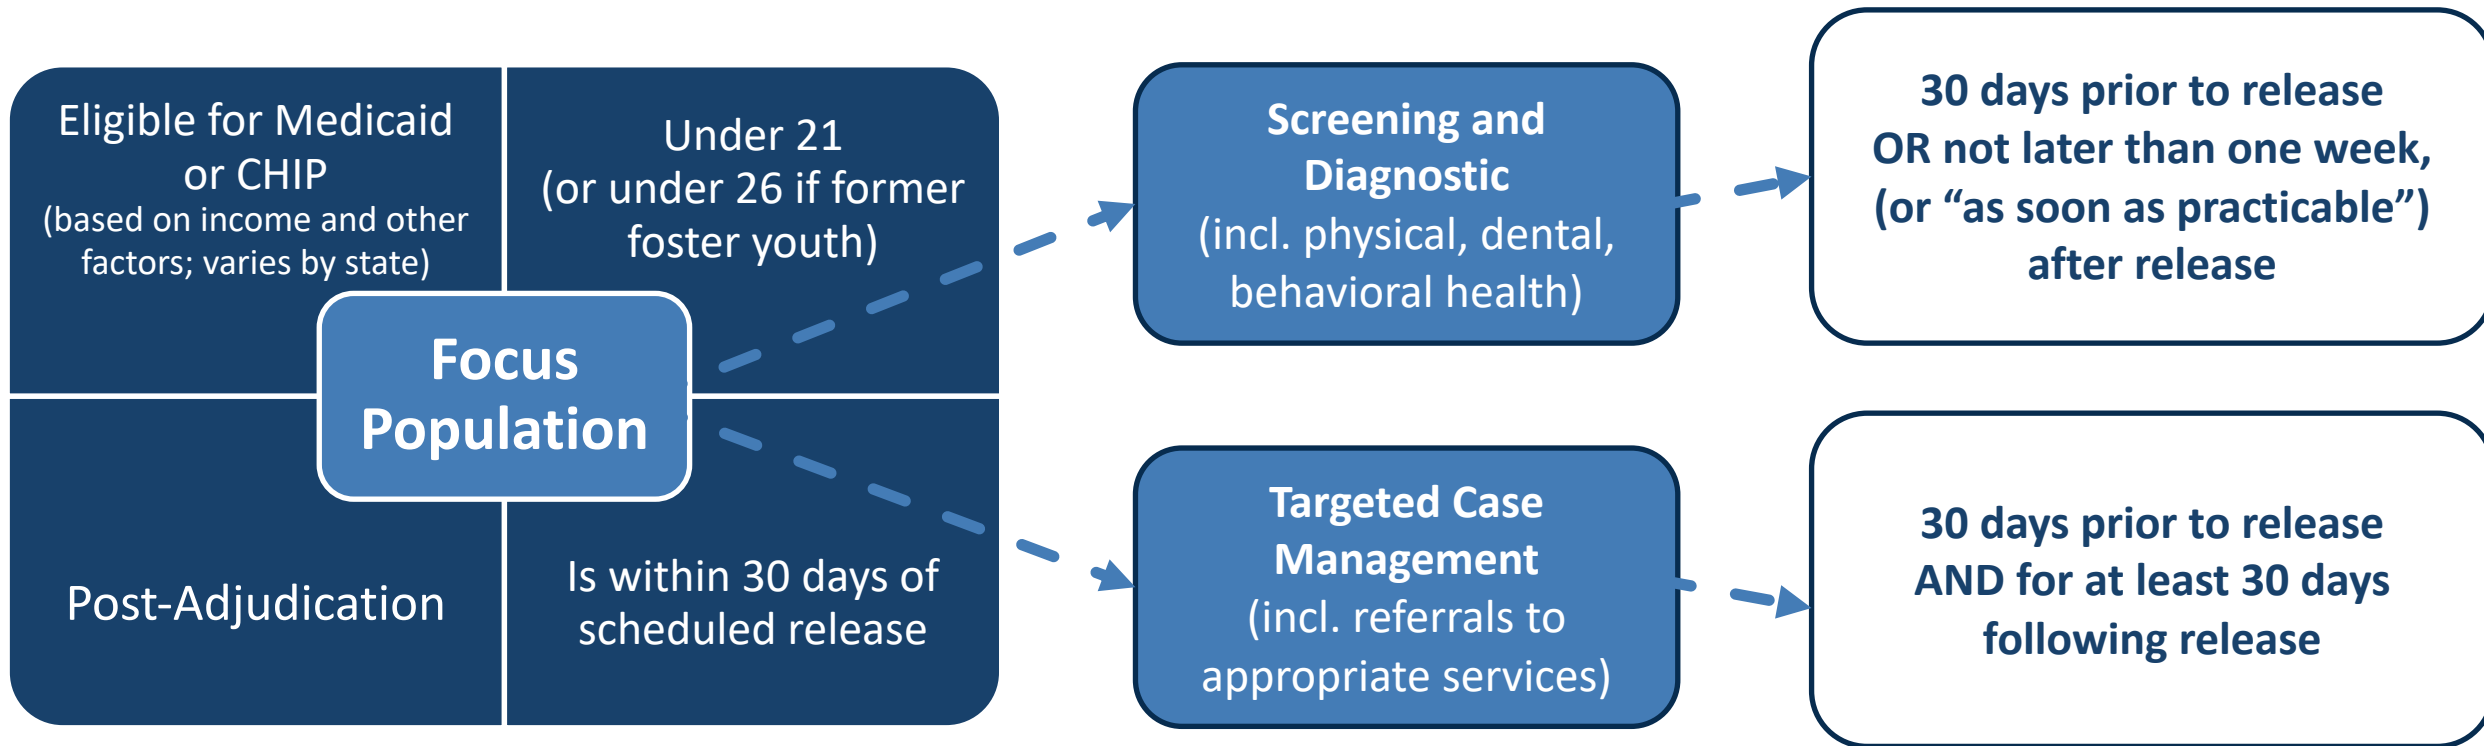 Eligible for Medicaid
or CHIP
(based on income and other
factors; varies by state)
Under 21
(or under 26 if former
foster youth)
Focus
Population
Post-Adjudication
Is within 30 days of
scheduled release
Screening and
Diagnostic
(incl. physical, dental,
behavioral health)
30 days prior to release
OR not later than one week,
(or “as soon as practicable”)
after release
Targeted Case
Management
(incl. referrals to
appropriate services)
30 days prior to release
AND for at least 30 days
following release